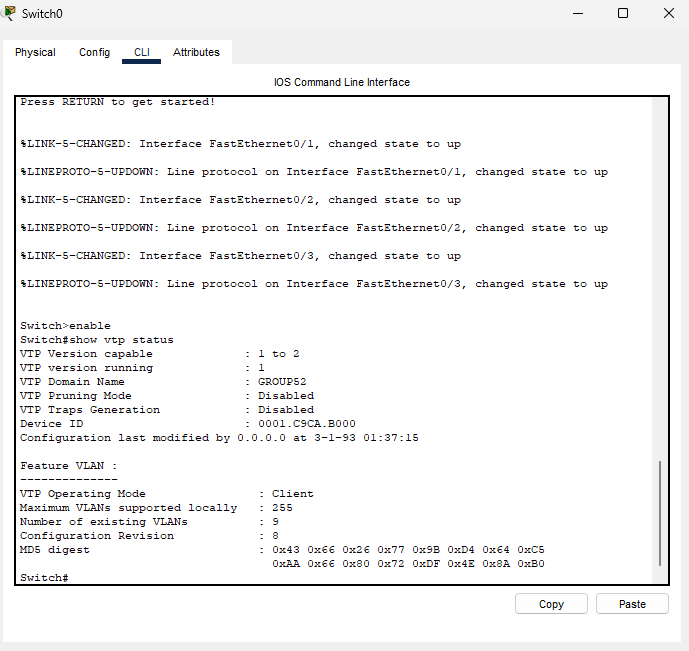 Switch0
Physical Config CLI Attributes
IOS Command Line Interface
Press RETURN to get started!
%LINK-5-CHANGED: Interface FastEthernet0/1, changed state to up
%LINEPROTO-5-UPDOWN: Line protocol on Interface FastEthernet0/1, changed state to up
%LINK-5-CHANGED: Interface FastEthernet0/2, changed state to up
%LINEPROTO-5-UPDOWN: Line protocol on Interface FastEthernet0/2, changed state to up
%LINK-5-CHANGED: Interface FastEthernet0/3, changed state to up
%LINEPROTO-5-UPDOWN: Line protocol on Interface FastEthernet0/3, changed state to up
Switch>enable
Switch#show vtp status
VTP Version capable : 1 to 2
VTP version running : 1
VTP Domain Name : GROUP52
VTP Pruning Mode : Disabled
VTP Traps Generation : Disabled
Device ID : 0001.C9CA.B000
Configuration last modified by 0.0.0.0 at 3-1-93 01:37:15
Feature VLAN :
--------------
VTP Operating Mode : Client
Maximum VLANs supported locally : 255
Number of existing VLANs : 9
Configuration Revision : 8
MD5 digest : 0x43 0x66 0x26 0x77 0x9B 0xD4 0x64 0xC5
0xAA 0x66 0x80 0x72 0xDF 0x4E 0x8A 0xB0
Switch#
Copy Paste